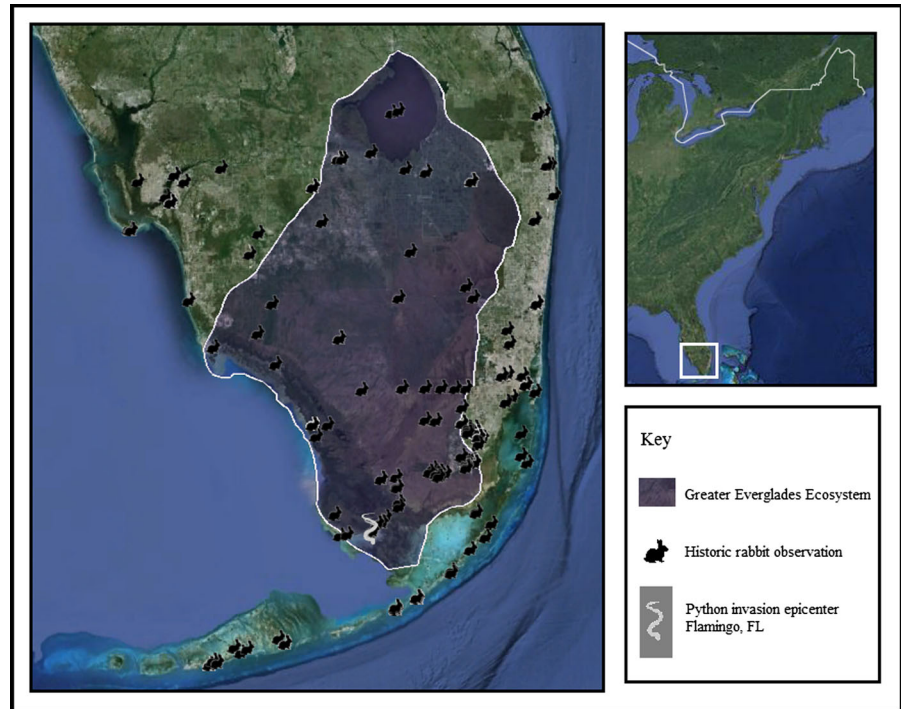 Key
Greater Everglades Ecosystem
Historic rabbit observation
Python invasion epicenter
Flamingo, FL